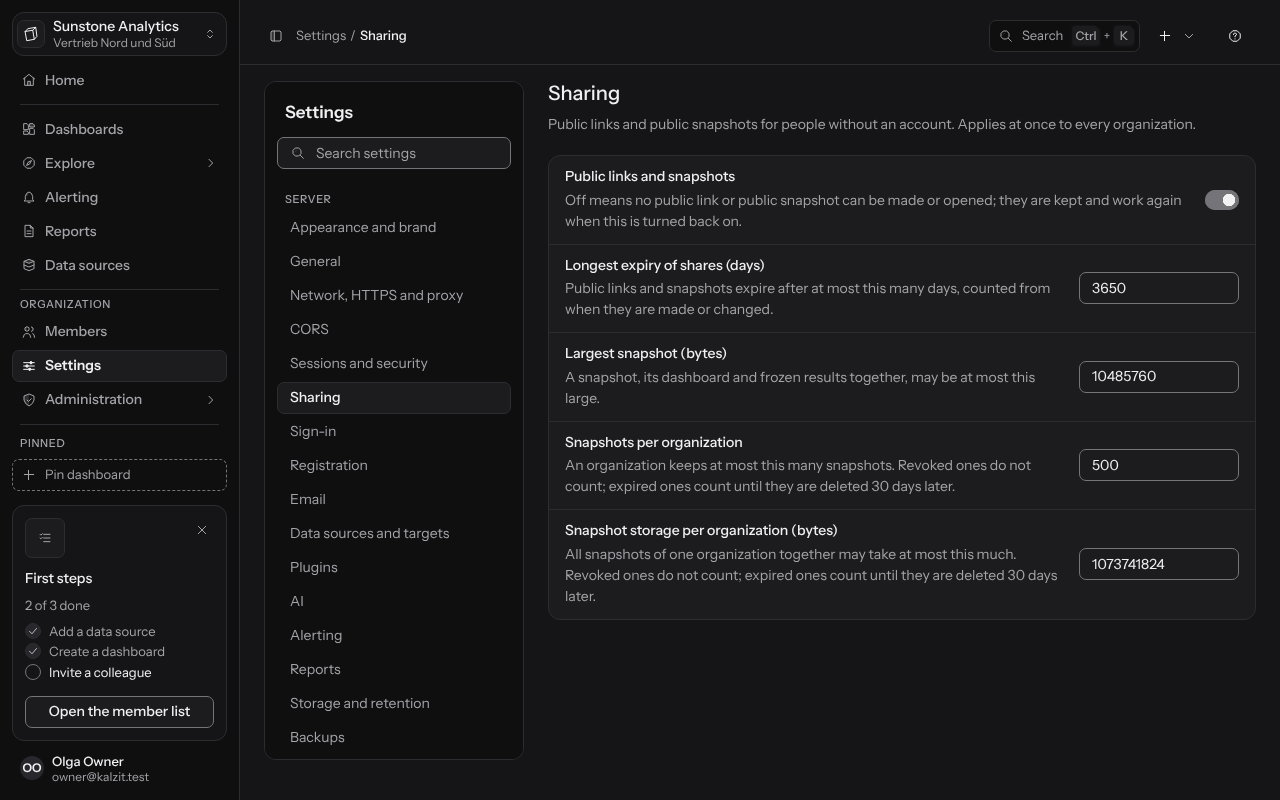 Sunstone Analytics
Vertrieb Nord und Süd
Home
Dashboards
Explore
Alerting
Reports
Data sources
ORGANIZATION
Members
Settings
Administration
PINNED
Pin dashboard
First steps
2 of 3 done
Add a data source
Create a dashboard
Invite a colleague
Open the member list
OO
Olga Owner
owner@kalzit.test
Settings / Sharing
Search Ctrl + K
Settings
Search settings
SERVER
Appearance and brand
General
Network, HTTPS and proxy
CORS
Sessions and security
Sharing
Sign-in
Registration
Email
Data sources and targets
Plugins
AI
Alerting
Reports
Storage and retention
Backups
Sharing
Public links and public snapshots for people without an account. Applies at once to every organization.
Public links and snapshots
Off means no public link or public snapshot can be made or opened; they are kept and work again
when this is turned back on.
Longest expiry of shares (days)
Public links and snapshots expire after at most this many days, counted from
when they are made or changed.
3650
Largest snapshot (bytes)
A snapshot, its dashboard and frozen results together, may be at most this
large.
10485760
Snapshots per organization
An organization keeps at most this many snapshots. Revoked ones do not
count; expired ones count until they are deleted 30 days later.
500
Snapshot storage per organization (bytes)
All snapshots of one organization together may take at most this much.
Revoked ones do not count; expired ones count until they are deleted 30 days
later.
1073741824